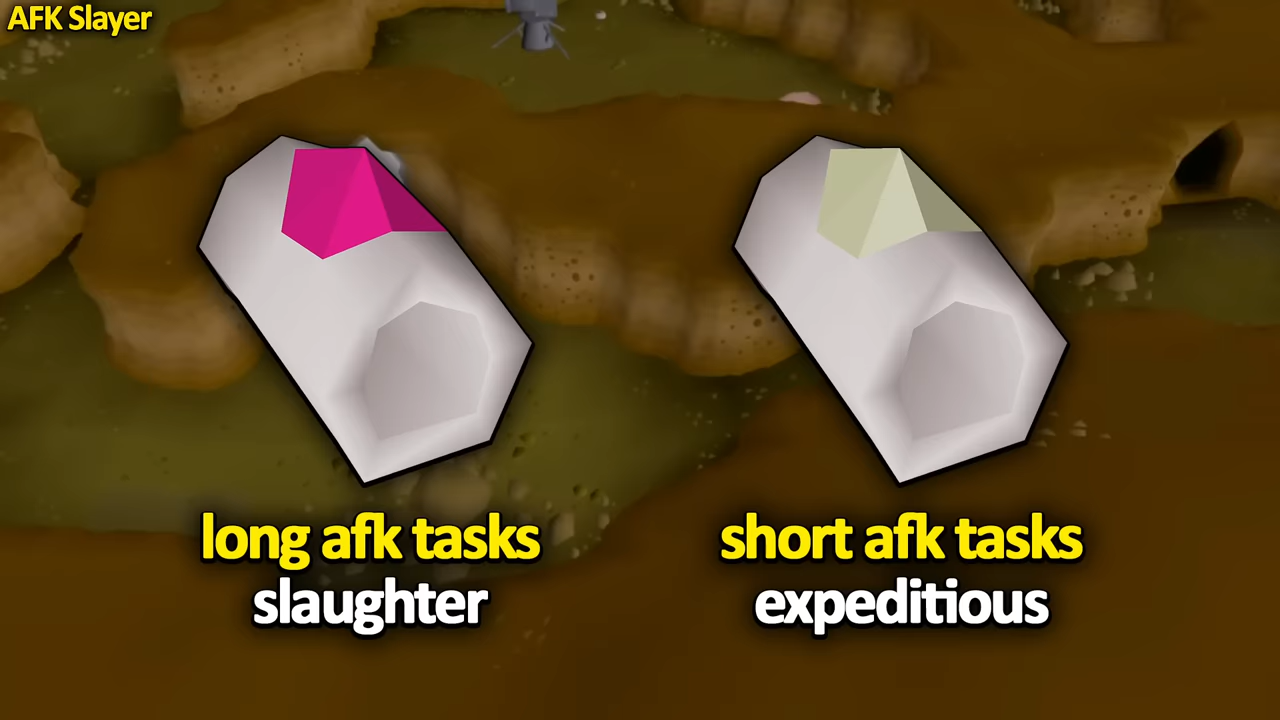 AFK Slayer
long afk tasks
slaughter
short afk tasks
expeditious